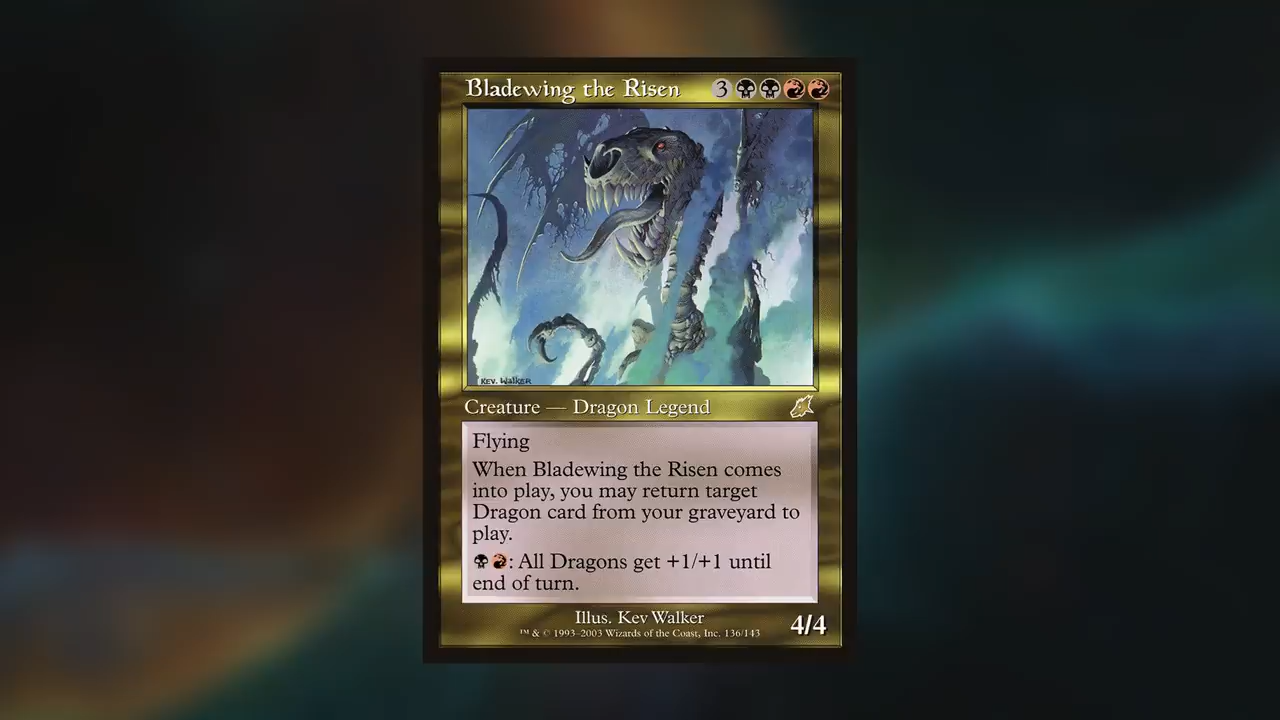 Bladewing the Risen 3
KEV. WALKER
Creature — Dragon Legend
Flying
When Bladewing the Risen comes
into play, you may return target
Dragon card from your graveyard to
play.
: All Dragons get +1/+1 until
end of turn.
Illus. Kev Walker
™ & © 1993–2003 Wizards of the Coast, Inc. 136/143
4/4